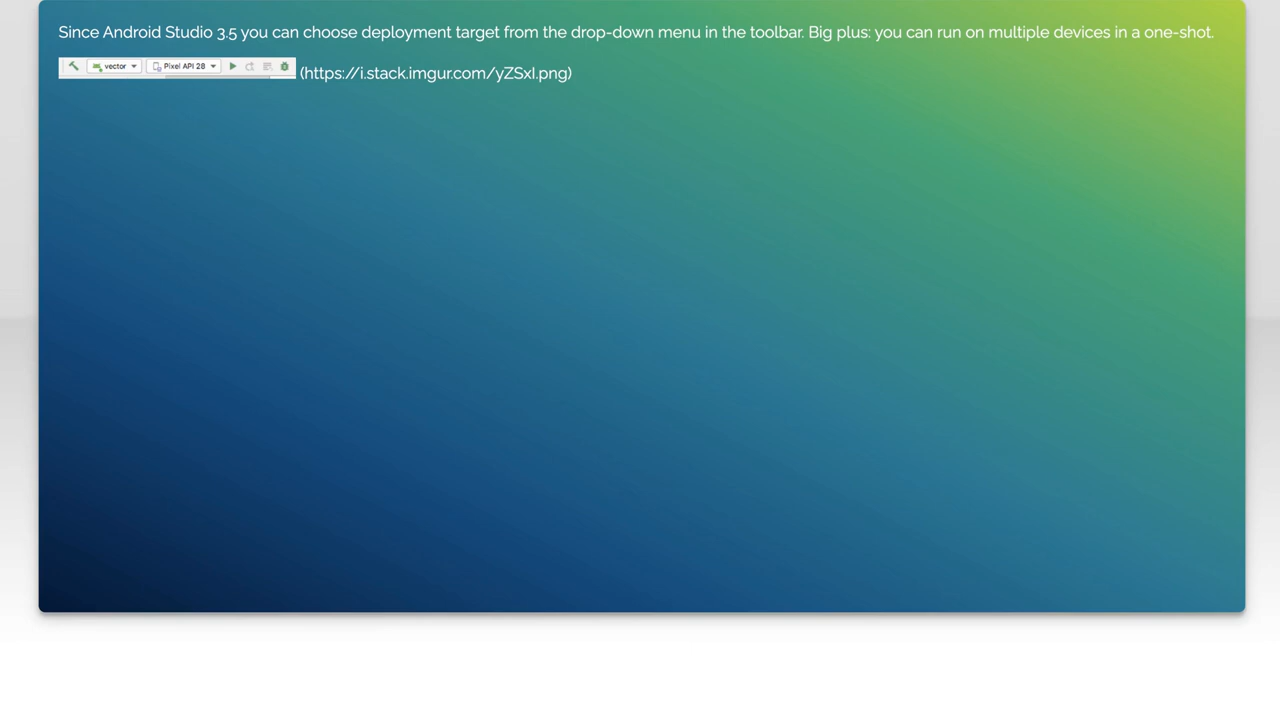 Since Android Studio 3.5 you can choose deployment target from the drop-down menu in the toolbar. Big plus: you can run on multiple devices in a one-shot.
vector Pixel API 28 (https://i.stack.imgur.com/yZSxI.png)